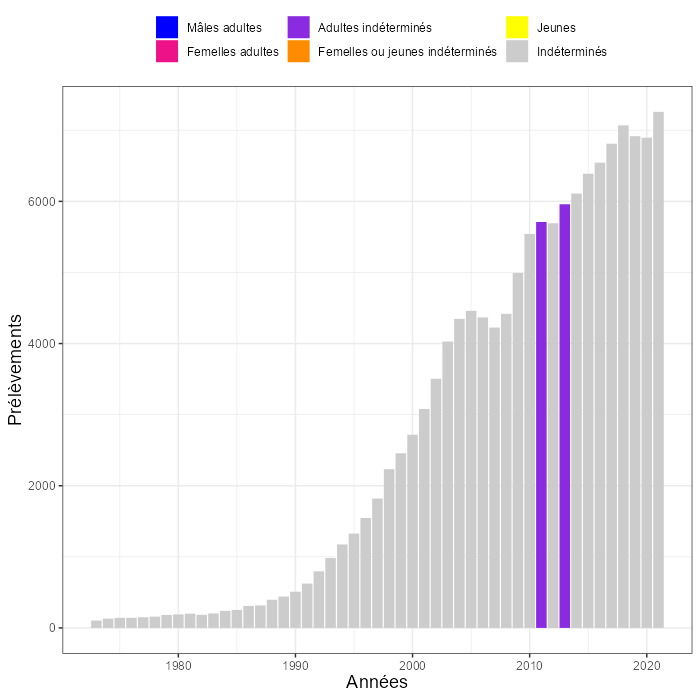 Mâles adultes
Adultes indéterminés
Jeunes
Femelles adultes
Femelles ou jeunes indéterminés
Indéterminés
Prélèvements
6000
4000
2000
0
1980
1990
2000
2010
2020
Années